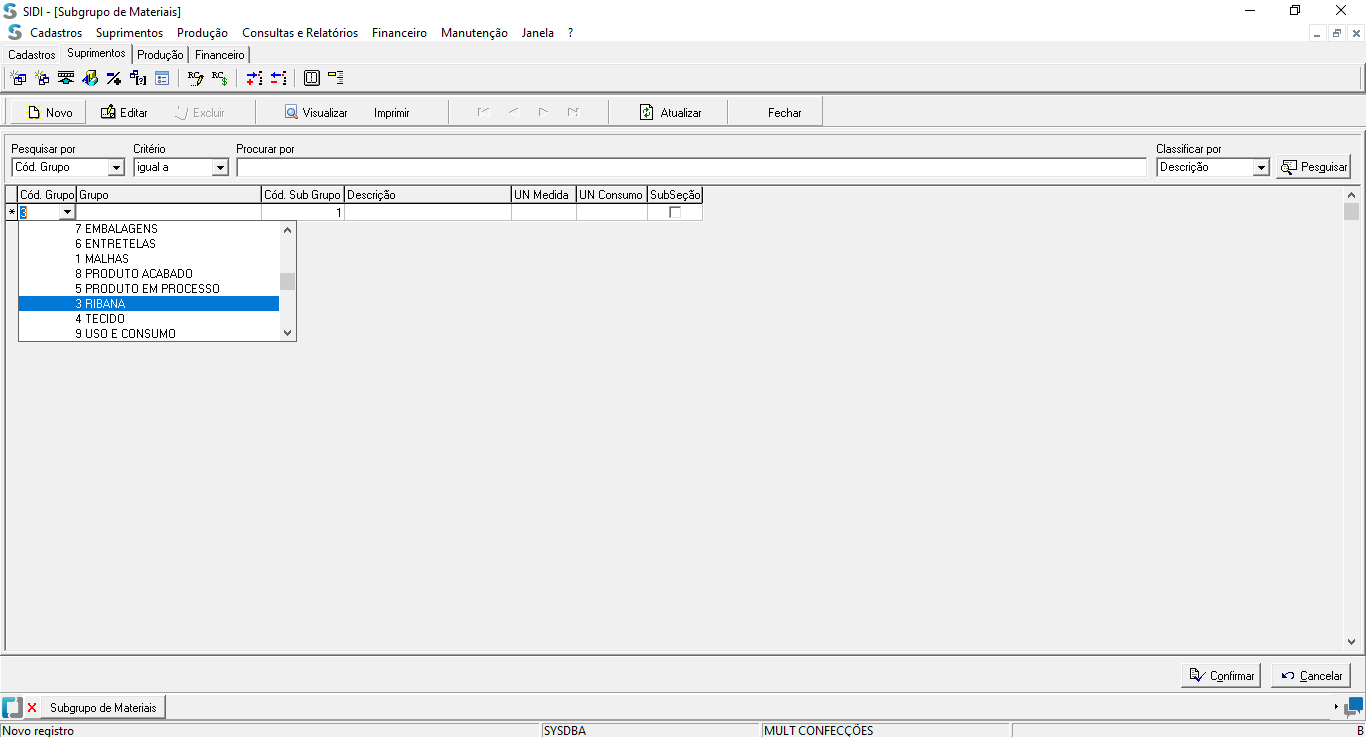 SIDI - [Subgrupo de Materiais]
Cadastros Suprimentos Produção Consultas e Relatórios Financeiro Manutenção Janela ?
Cadastros Suprimentos Produção Financeiro
Novo Editar Excluir Visualizar Imprimir Atualizar Fechar
Pesquisar por Critério Procurar por Classificar por
Cód. Grupo igual a Descrição Pesquisar
Cód. Grupo Grupo Cód. Sub Grupo Descrição UN Medida UN Consumo SubSeção
* 3 1
7 EMBALAGENS
6 ENTRETELAS
1 MALHAS
8 PRODUTO ACABADO
5 PRODUTO EM PROCESSO
3 RIBANA
4 TECIDO
9 USO E CONSUMO
Confirmar Cancelar
Subgrupo de Materiais
Novo registro SYSDBA MULT CONFECÇÕES B